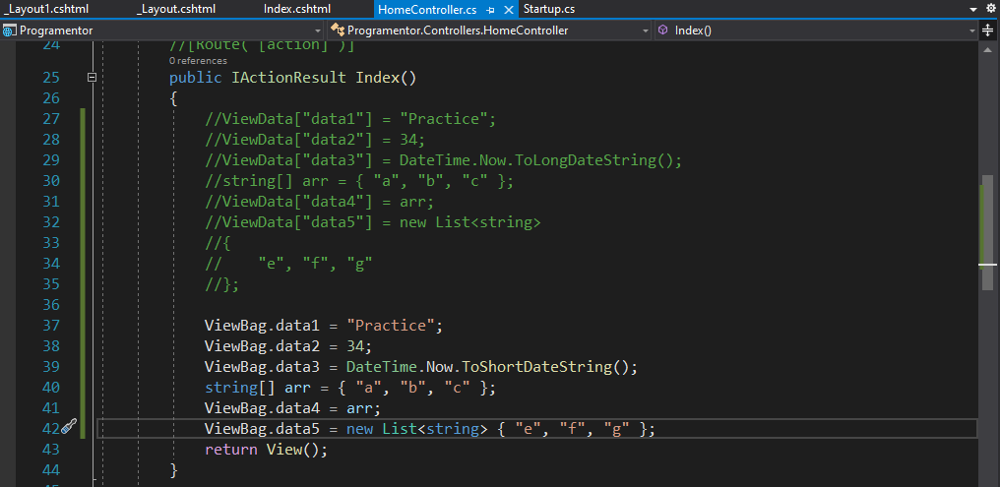 _Layout1.cshtml _Layout.cshtml Index.cshtml HomeController.cs Startup.cs
Programentor Programentor.Controllers.HomeController Index()
24 //[Route("[action]")]
0 references
25 public IActionResult Index()
26 {
27 //ViewData["data1"] = "Practice";
28 //ViewData["data2"] = 34;
29 //ViewData["data3"] = DateTime.Now.ToLongDateString();
30 //string[] arr = { "a", "b", "c" };
31 //ViewData["data4"] = arr;
32 //ViewData["data5"] = new List<string>
33 //{
34 //    "e", "f", "g"
35 //};
36
37 ViewBag.data1 = "Practice";
38 ViewBag.data2 = 34;
39 ViewBag.data3 = DateTime.Now.ToShortDateString();
40 string[] arr = { "a", "b", "c" };
41 ViewBag.data4 = arr;
42 ViewBag.data5 = new List<string> { "e", "f", "g" };
43 return View();
44 }